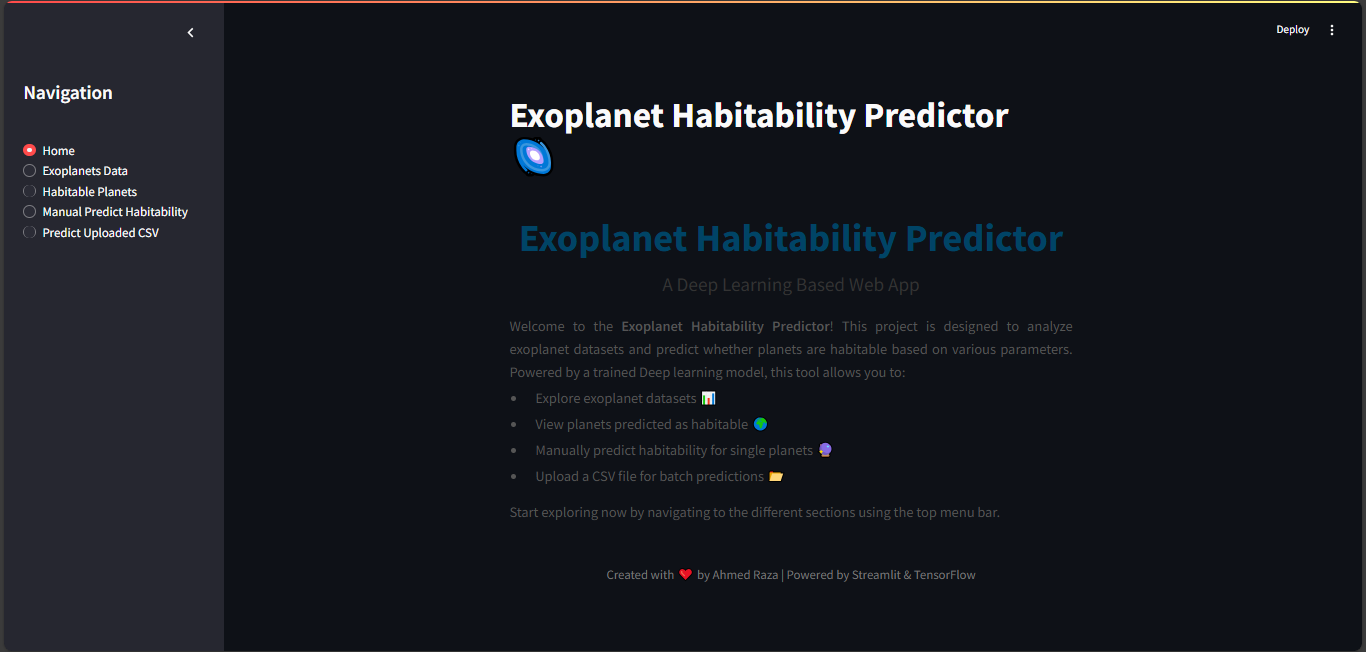 Deploy
Navigation
Home
Exoplanets Data
Habitable Planets
Manual Predict Habitability
Predict Uploaded CSV
Exoplanet Habitability Predictor
Exoplanet Habitability Predictor
A Deep Learning Based Web App
Welcome to the Exoplanet Habitability Predictor! This project is designed to analyze
exoplanet datasets and predict whether planets are habitable based on various parameters.
Powered by a trained Deep learning model, this tool allows you to:
• Explore exoplanet datasets 📊
• View planets predicted as habitable 🌍
• Manually predict habitability for single planets 🔮
• Upload a CSV file for batch predictions 📂
Start exploring now by navigating to the different sections using the top menu bar.
Created with ❤️ by Ahmed Raza | Powered by Streamlit & TensorFlow